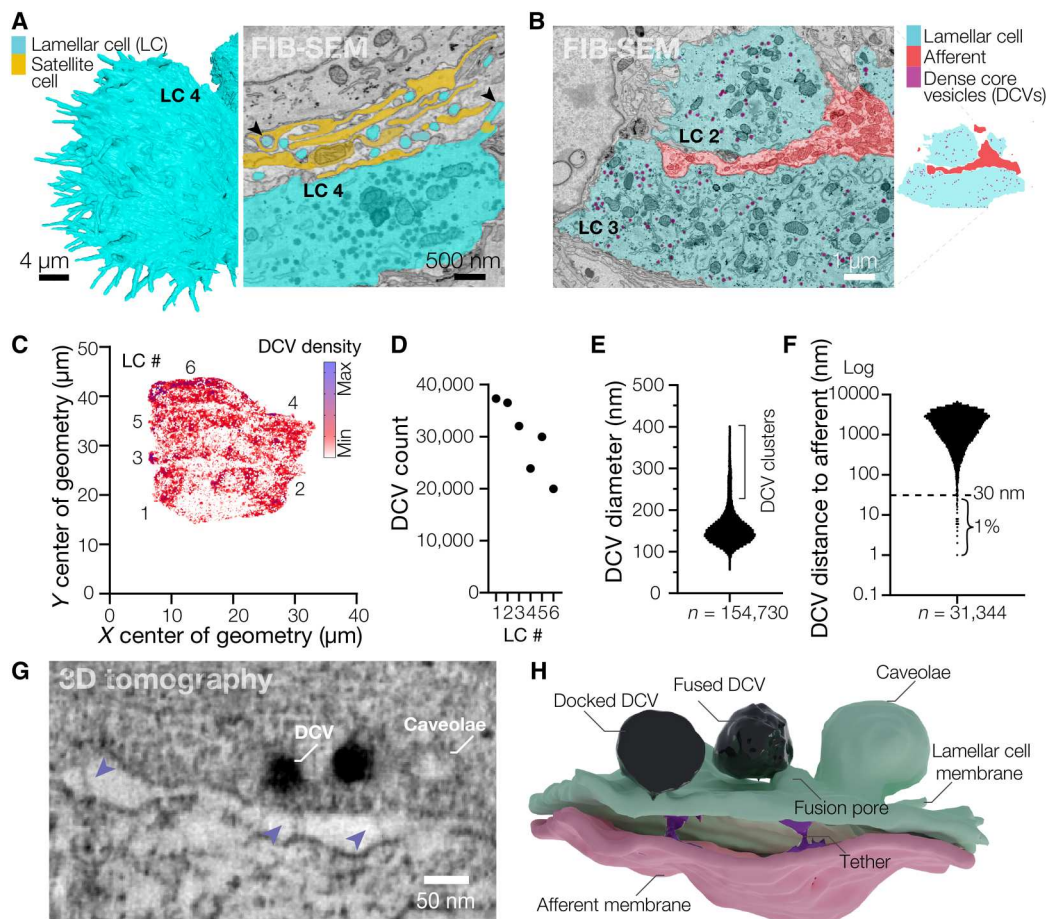 A
Lamellar cell (LC)
Satellite
cell
LC 4
4 µm
FIB-SEM
LC 4
500 nm
B
FIB-SEM
LC 2
LC 3
1 µm
Lamellar cell
Afferent
Dense core
vesicles (DCVs)
C
Y center of geometry (µm)
50
40
30
20
10
0
LC #
6
5
4
3
2
1
DCV density
Max
Min
0 10 20 30 40
X center of geometry (µm)
D
DCV count
40,000
30,000
20,000
10,000
0
123456
LC #
E
DCV diameter (nm)
500
400
300
200
100
0
DCV clusters
n = 154,730
F
DCV distance to afferent (nm)
Log
10000
1000
100
10
1
0.1
30 nm
1%
n = 31,344
G
3D tomography
DCV
Caveolae
50 nm
H
Docked DCV
Fused DCV
Caveolae
Lamellar cell
membrane
Fusion pore
Tether
Afferent membrane